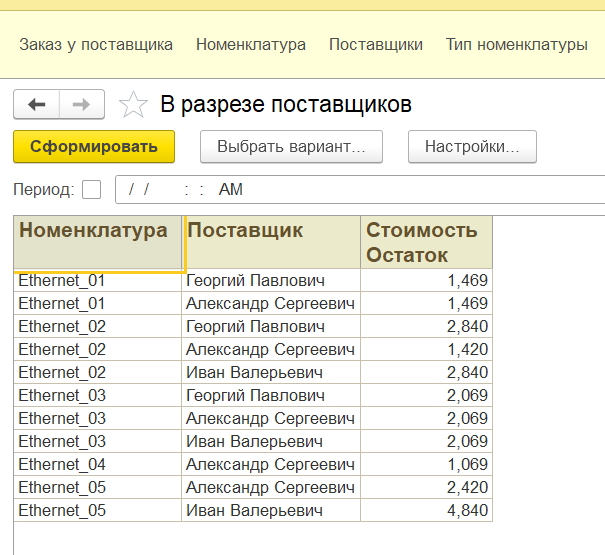 Заказ у поставщика Номенклатура Поставщики Тип номенклатуры
В разрезе поставщиков
Сформировать Выбрать вариант... Настройки...
Период: / / : : AM
Номенклатура Поставщик Стоимость Остаток
Ethernet_01 Георгий Павлович 1,469
Ethernet_01 Александр Сергеевич 1,469
Ethernet_02 Георгий Павлович 2,840
Ethernet_02 Александр Сергеевич 1,420
Ethernet_02 Иван Валерьевич 2,840
Ethernet_03 Георгий Павлович 2,069
Ethernet_03 Александр Сергеевич 2,069
Ethernet_03 Иван Валерьевич 2,069
Ethernet_04 Александр Сергеевич 1,069
Ethernet_05 Александр Сергеевич 2,420
Ethernet_05 Иван Валерьевич 4,840